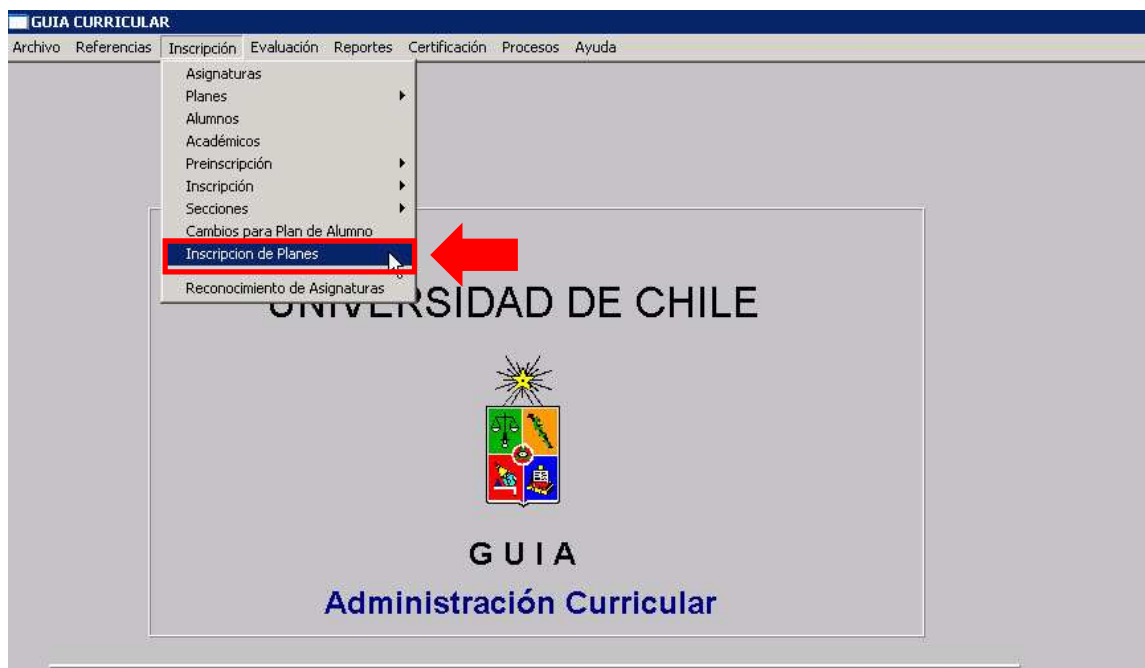 GUIA CURRICULAR
Archivo Referencias Inscripción Evaluación Reportes Certificación Procesos Ayuda
Asignaturas
Planes
Alumnos
Académicos
Preinscripción
Inscripción
Secciones
Cambios para Plan de Alumno
Inscripcion de Planes
Reconocimiento de Asignaturas
UNIVERSIDAD DE CHILE
G U I A
Administración Curricular